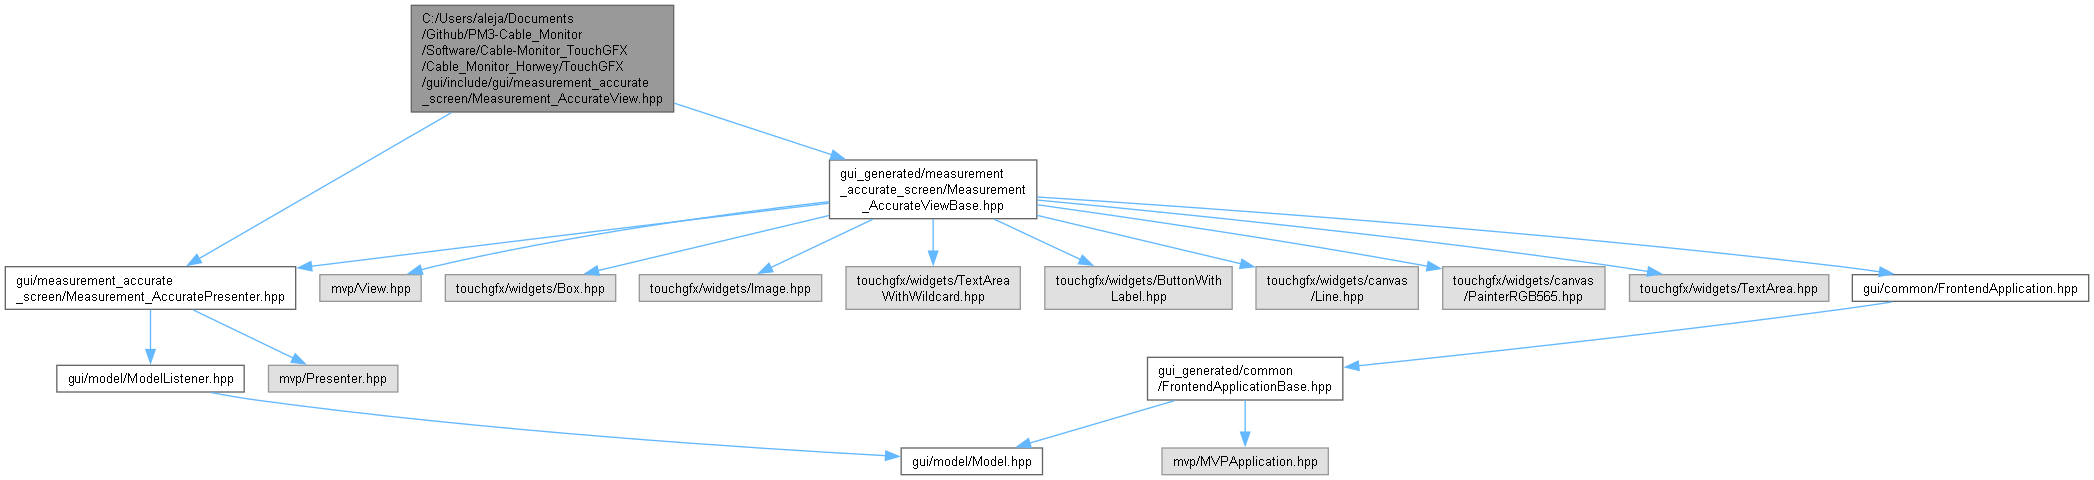 C:/Users/aleja/Documents
/Github/PM3-Cable_Monitor
/Software/Cable-Monitor_TouchGFX
/Cable_Monitor_Horwey/TouchGFX
/gui/include/gui/measurement_accurate
_screen/Measurement_AccurateView.hpp
gui_generated/measurement
_accurate_screen/Measurement
_AccurateViewBase.hpp
gui/measurement_accurate
_screen/Measurement_AccuratePresenter.hpp
mvp/View.hpp
touchgfx/widgets/Box.hpp
touchgfx/widgets/Image.hpp
touchgfx/widgets/TextArea
WithWildcard.hpp
touchgfx/widgets/ButtonWith
Label.hpp
touchgfx/widgets/canvas
/Line.hpp
touchgfx/widgets/canvas
/PainterRGB565.hpp
touchgfx/widgets/TextArea.hpp
gui/common/FrontendApplication.hpp
gui/model/ModelListener.hpp
mvp/Presenter.hpp
gui_generated/common
/FrontendApplicationBase.hpp
gui/model/Model.hpp
mvp/MVPApplication.hpp